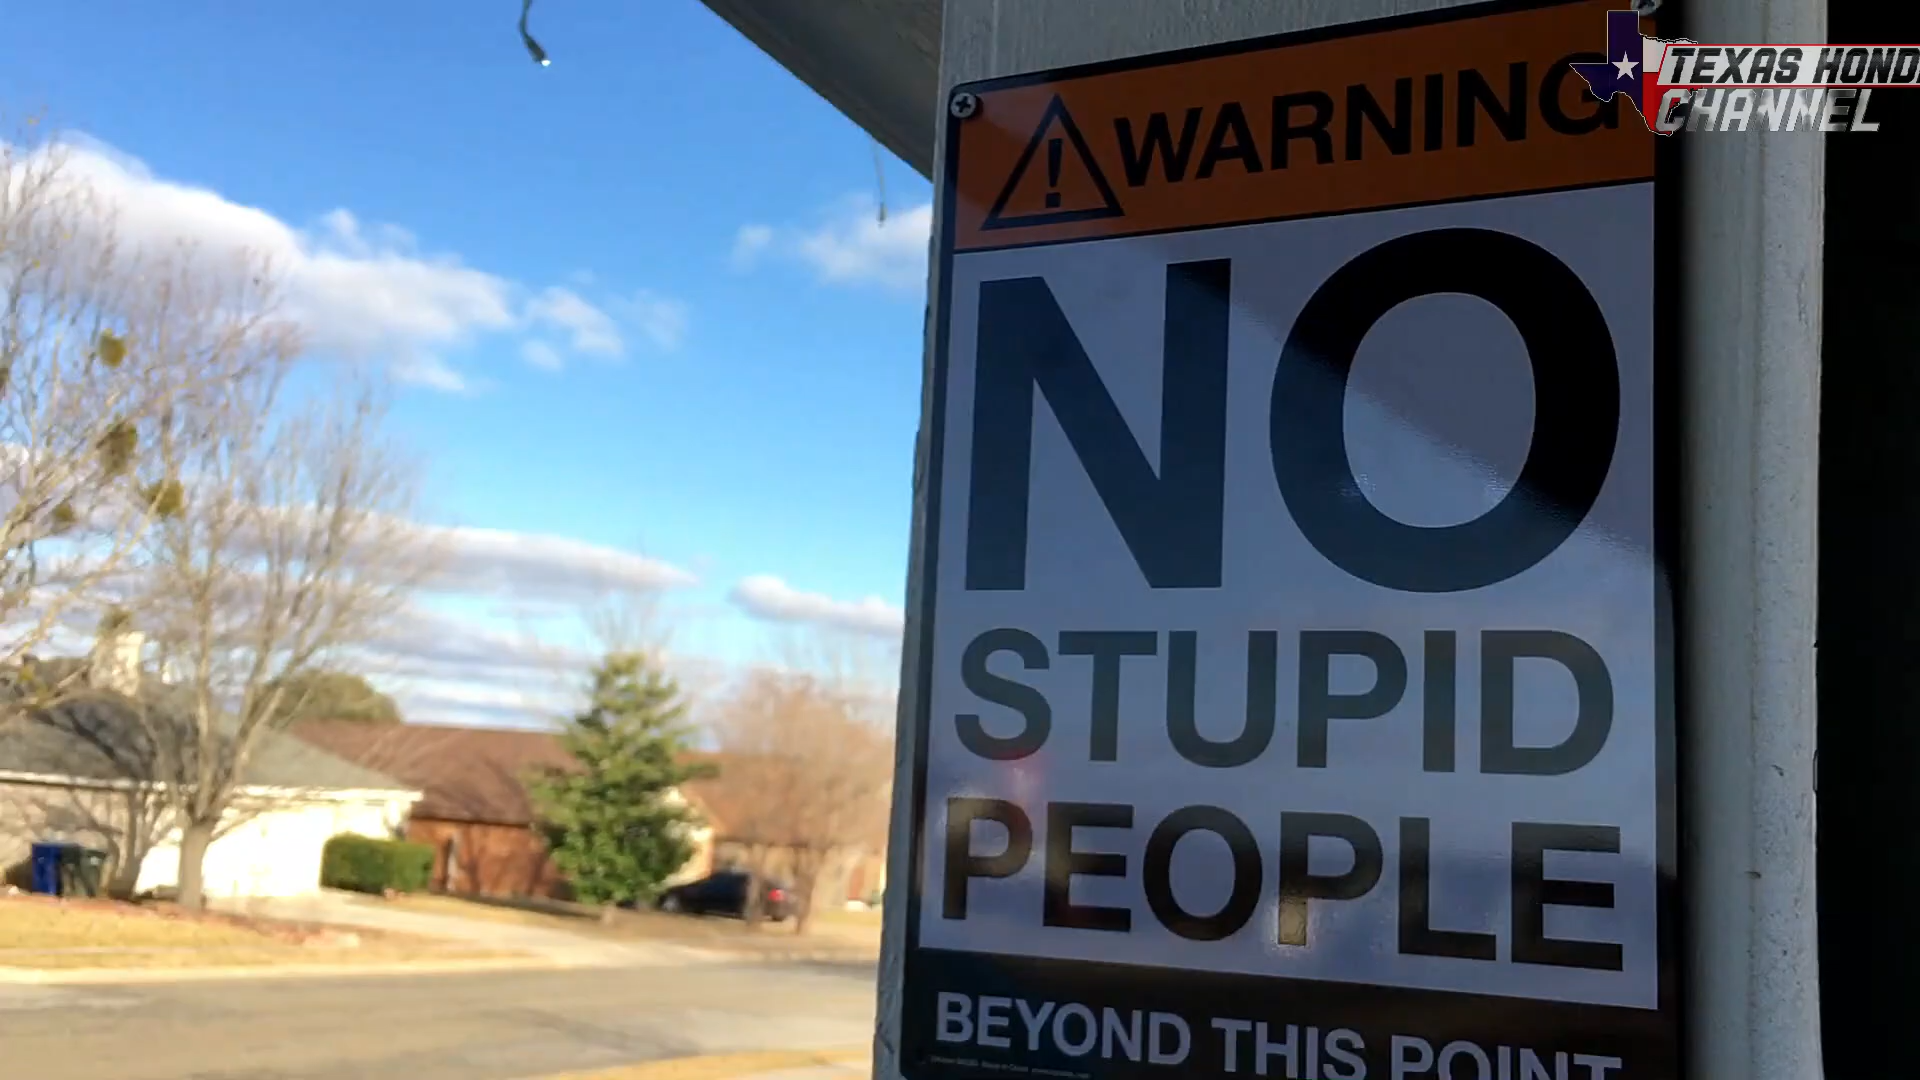 TEXAS HOND
CHANNEL
WARNING
NO
STUPID
PEOPLE
BEYOND THIS POINT